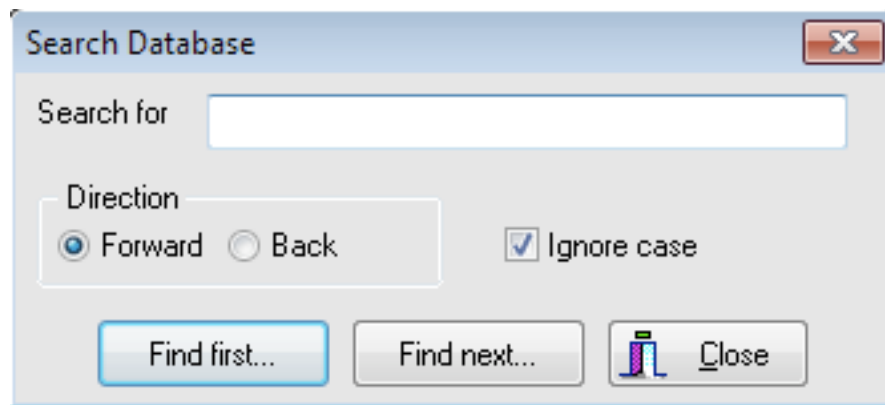 Search Database
Search for
Direction
Forward Back Ignore case
Find first... Find next... Close